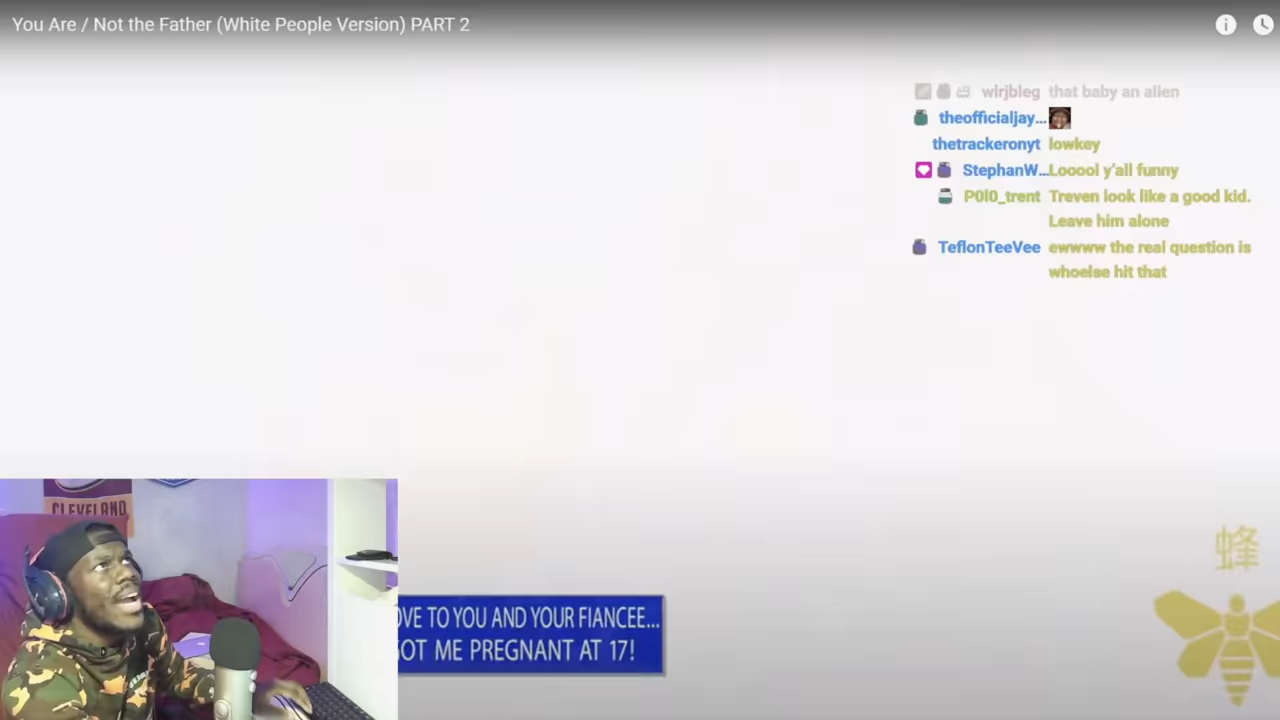 You Are / Not the Father (White People Version) PART 2
wlrjbleg that baby an alien
theofficialjay...
thetrackeronyt lowkey
StephanW... Looool y'all funny
P0l0_trent Treven look like a good kid.
Leave him alone
TeflonTeeVee ewwww the real question is
whoelse hit that
CLEVELAND
蜂
OVE TO YOU AND YOUR FIANCEE...
GOT ME PREGNANT AT 17!